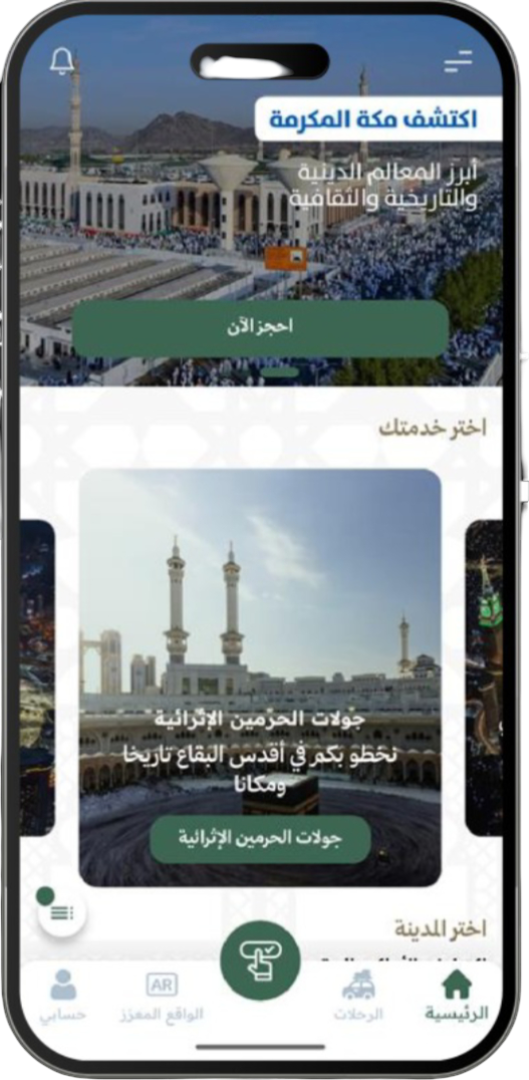 اكتشف مكة المكرمة
أبرز المعالم الدينية
والتاريخية والثقافية
احجز الآن
اختر خدمتك
جولات الحرمين الإثرائية
نخطو بكم في أقدس البقاع تاريخا
ومكانا
جولات الحرمين الإثرائية
اختر المدينة
الرئيسية
الرحلات
AR
الواقع المعزز
حسابي